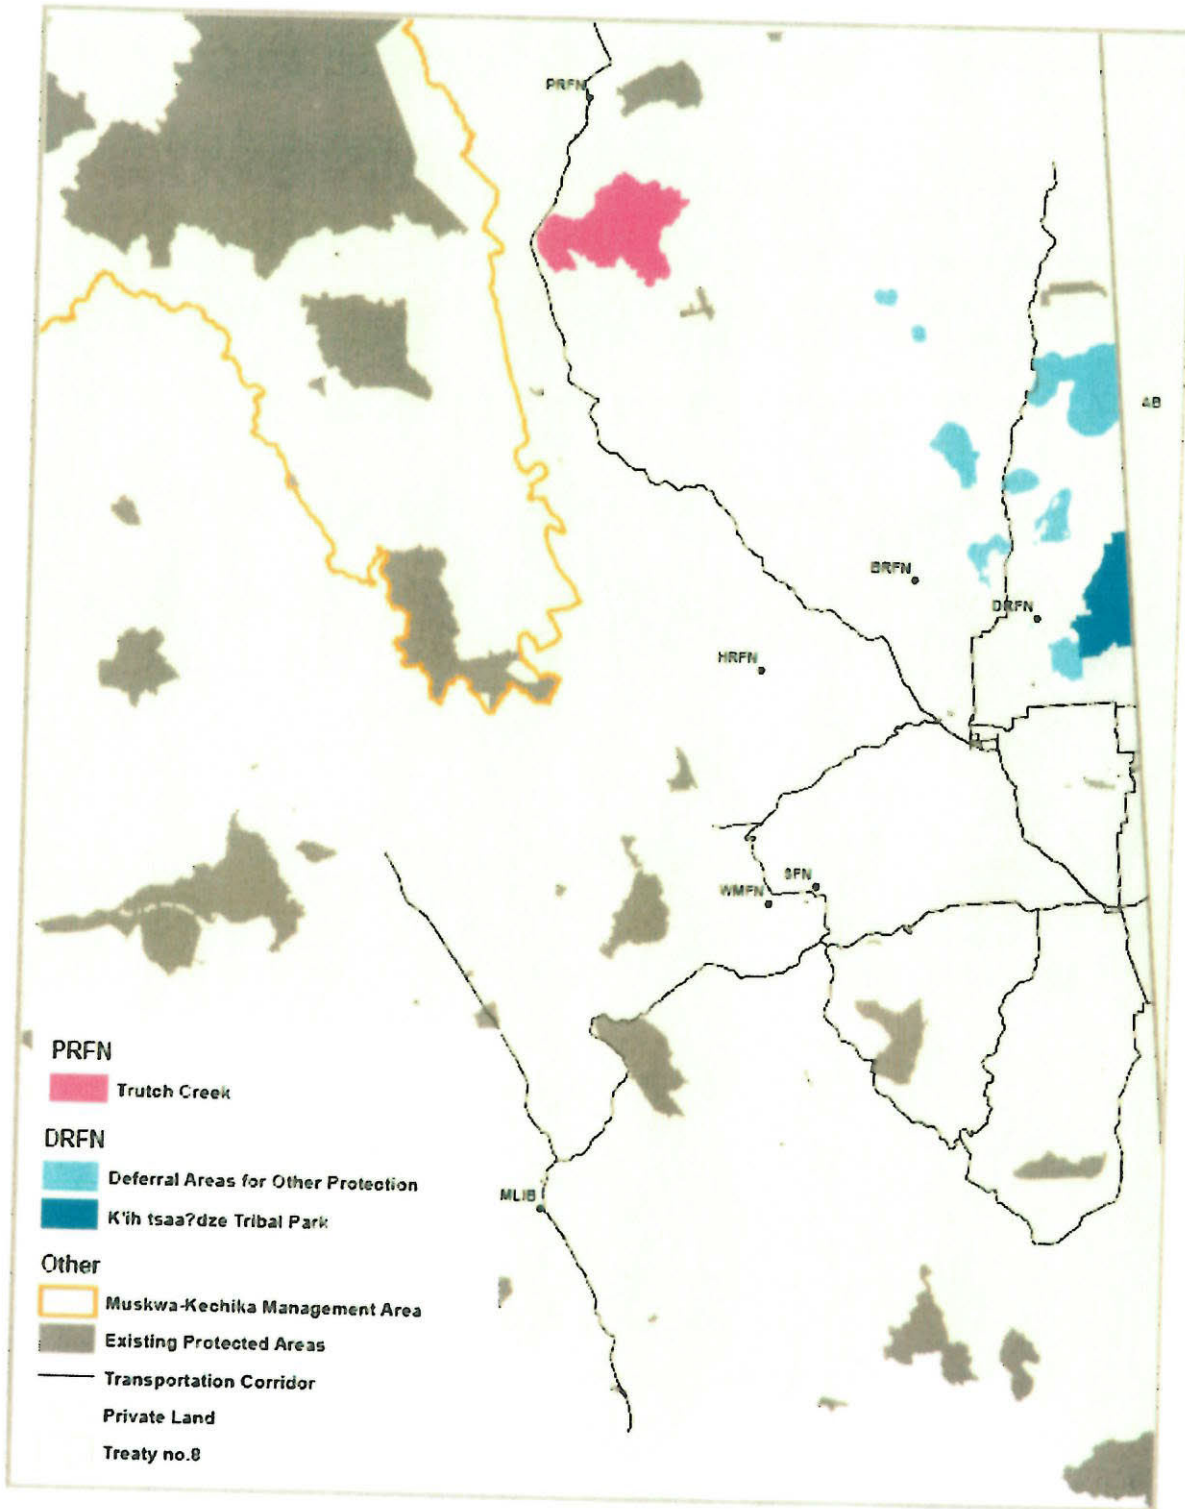 PRFN
AB
BRFN
DRFN
HRFN
SFN
WMFN
MLIB
PRFN
Trutch Creek
DRFN
Deferral Areas for Other Protection
K'ih tsaa?dze Tribal Park
Other
Muskwa-Kechika Management Area
Existing Protected Areas
Transportation Corridor
Private Land
Treaty no.8